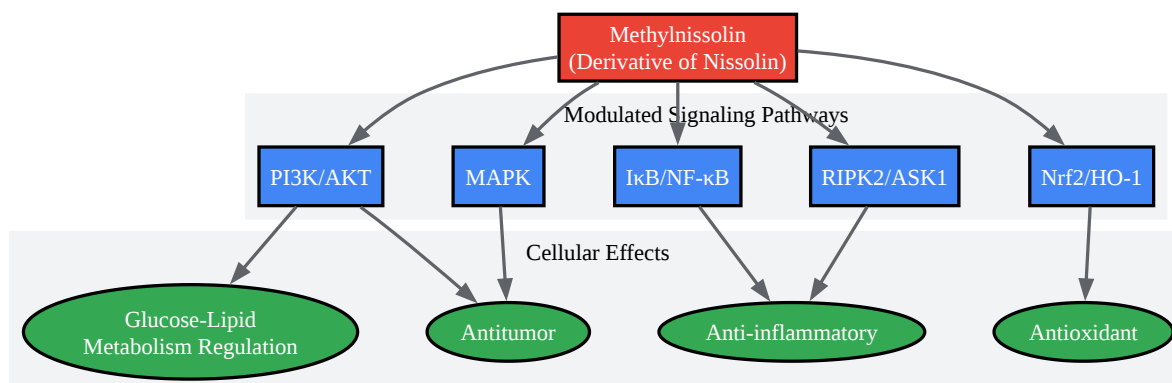 Methylnissolin
(Derivative of Nissolin)
Modulated Signaling Pathways
PI3K/AKT
MAPK
IκB/NF-κB
RIPK2/ASK1
Nrf2/HO-1
Cellular Effects
Glucose-Lipid
Metabolism Regulation
Antitumor
Anti-inflammatory
Antioxidant